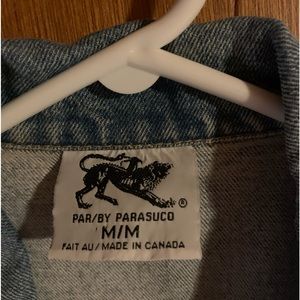 ®
PAR/BY PARASUCO
M/M
FAIT AU/MADE IN CANADA